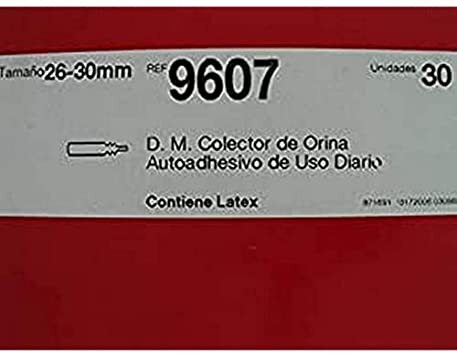 Tamaño 26-30mm REF 9607 Unidades 30
D. M. Colector de Orina
Autoadhesivo de Uso Diario
Contiene Latex